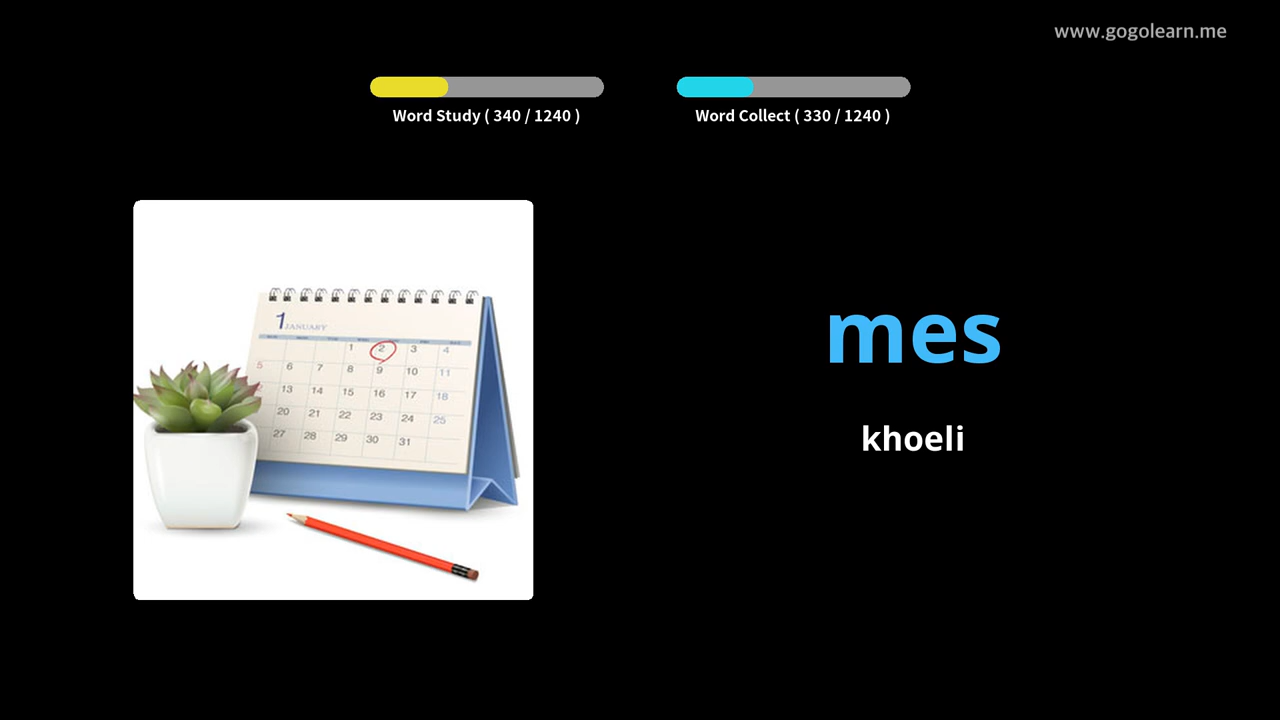 www.gogolearn.me
Word Study ( 340 / 1240 )
Word Collect ( 330 / 1240 )
mes
khoeli
1 JANUARY
1 2 3 4
5 6 7 8 9 10 11
13 14 15 16 17 18
20 21 22 23 24 25
27 28 29 30 31